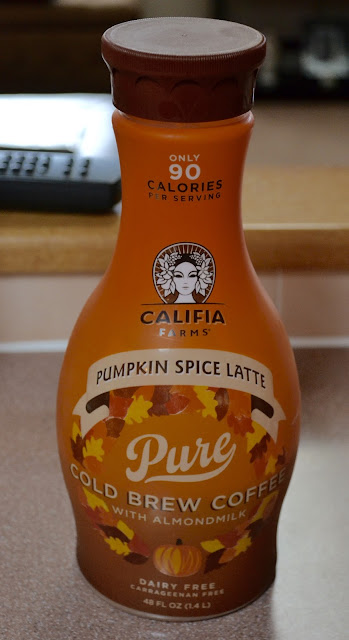 ONLY
90
CALORIES
PER SERVING
CALIFIA
FARMS®
PUMPKIN SPICE LATTE
Pure
COLD BREW COFFEE
WITH ALMONDMILK
DAIRY FREE
CARRAGEENAN FREE
48 FL OZ (1.4 L)